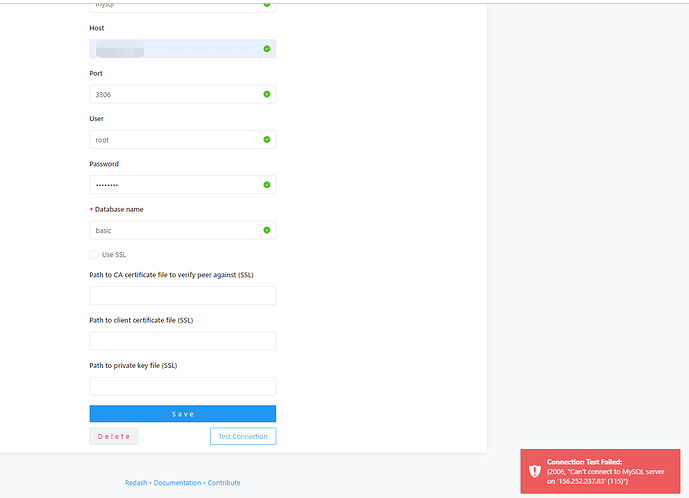 mysql
Host
Port
3306
User
root
Password
••••••••
* Database name
basic
Use SSL
Path to CA certificate file to verify peer against (SSL)
Path to client certificate file (SSL)
Path to private key file (SSL)
Save
Delete
Test Connection
Redash • Documentation • Contribute
Connection Test Failed:
(2006, "Can't connect to MySQL server
on '156.252.237.83' (115)")